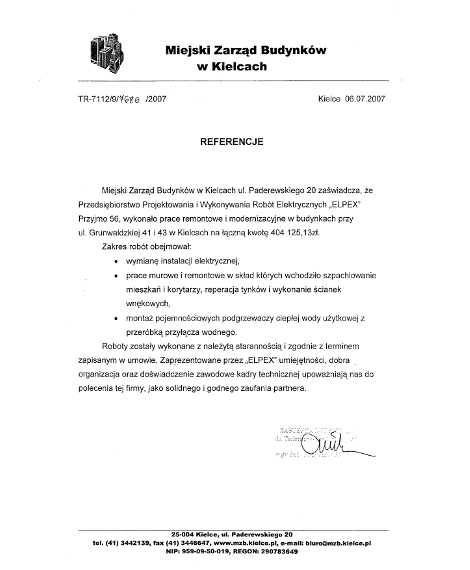 Miejski Zarząd Budynków
w Kielcach
TR-7112/9/ /2007
Kielce 06.07.2007
REFERENCJE
Miejski Zarząd Budynków w Kielcach ul. Paderewskiego 20 zaświadcza, że
Przedsiębiorstwo Projektowania i Wykonywania Robót Elektrycznych „ELPEX"
Przyjmo 56, wykonało prace remontowe i modernizacyjne w budynkach przy
ul. Grunwaldzkiej 41 i 43 w Kielcach na łączną kwotę 404 125,13zł.
Zakres robót obejmował:
• wymianę instalacji elektrycznej,
• prace murowe i remontowe w skład których wchodziło szpachlowanie
mieszkań i korytarzy, reperacja tynków i wykonanie ścianek
wnękowych,
• montaż pojemnościowych podgrzewaczy ciepłej wody użytkowej z
przeróbką przyłącza wodnego.
Roboty zostały wykonane z należytą starannością i zgodnie z terminem
zapisanym w umowie. Zaprezentowane przez „ELPEX" umiejętności, dobra
organizacja oraz doświadczenie zawodowe kadry technicznej upoważniają nas do
polecenia tej firmy, jako solidnego i godnego zaufania partnera.
25-004 Kielce, ul. Paderewskiego 20
tel. (41) 3442139, fax (41) 3446647, www.mzb.kielce.pl, e-mail: biuro@mzb.kielce.pl
NIP: 959-09-50-019, REGON: 290783649